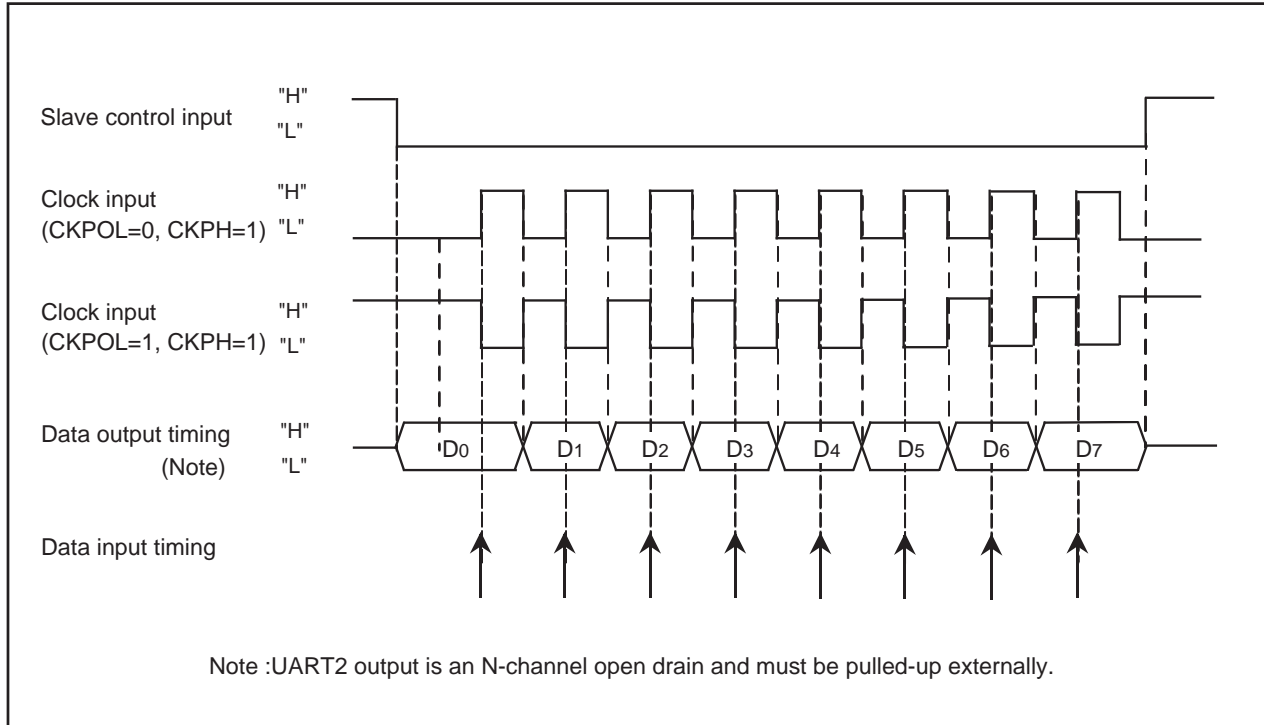 Slave control input "H"
"L"
Clock input "H"
(CKPOL=0, CKPH=1) "L"
Clock input "H"
(CKPOL=1, CKPH=1) "L"
Data output timing "H"
(Note) "L"
D0 D1 D2 D3 D4 D5 D6 D7
Data input timing
Note :UART2 output is an N-channel open drain and must be pulled-up externally.